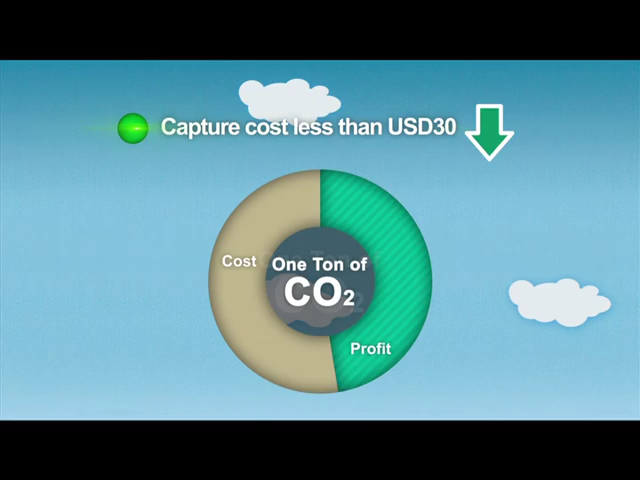 Capture cost less than USD30
Cost
One Ton of
CO2
Profit